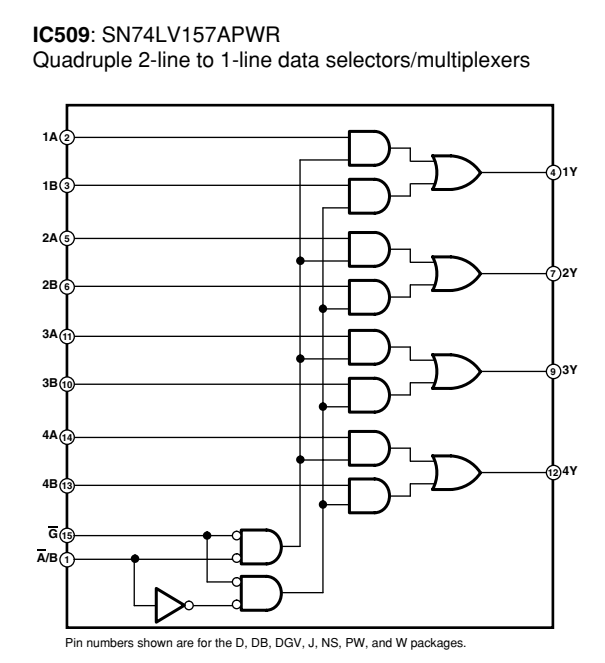 IC509: SN74LV157APWR
Quadruple 2-line to 1-line data selectors/multiplexers
1A 2
1B 3
4 1Y
2A 5
2B 6
7 2Y
3A 11
3B 10
9 3Y
4A 14
4B 13
12 4Y
G̅ 15
A̅/B 1
Pin numbers shown are for the D, DB, DGV, J, NS, PW, and W packages.